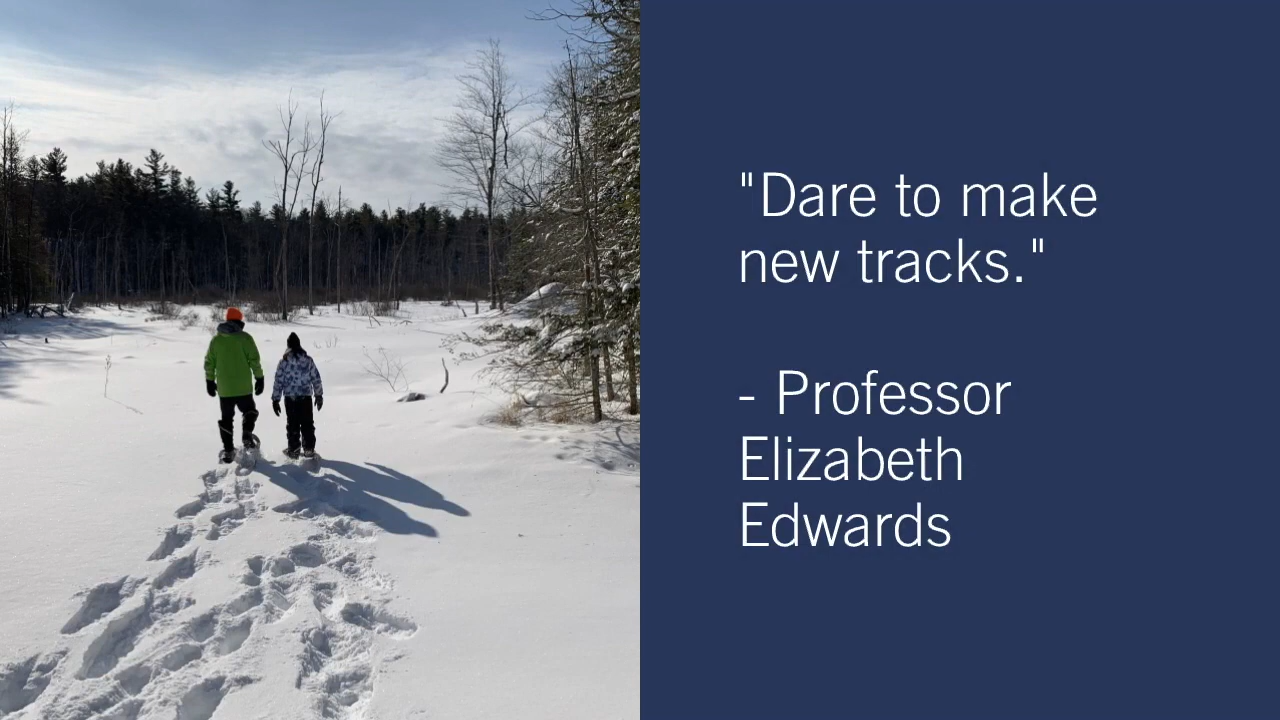 "Dare to make
new tracks."
- Professor
Elizabeth
Edwards